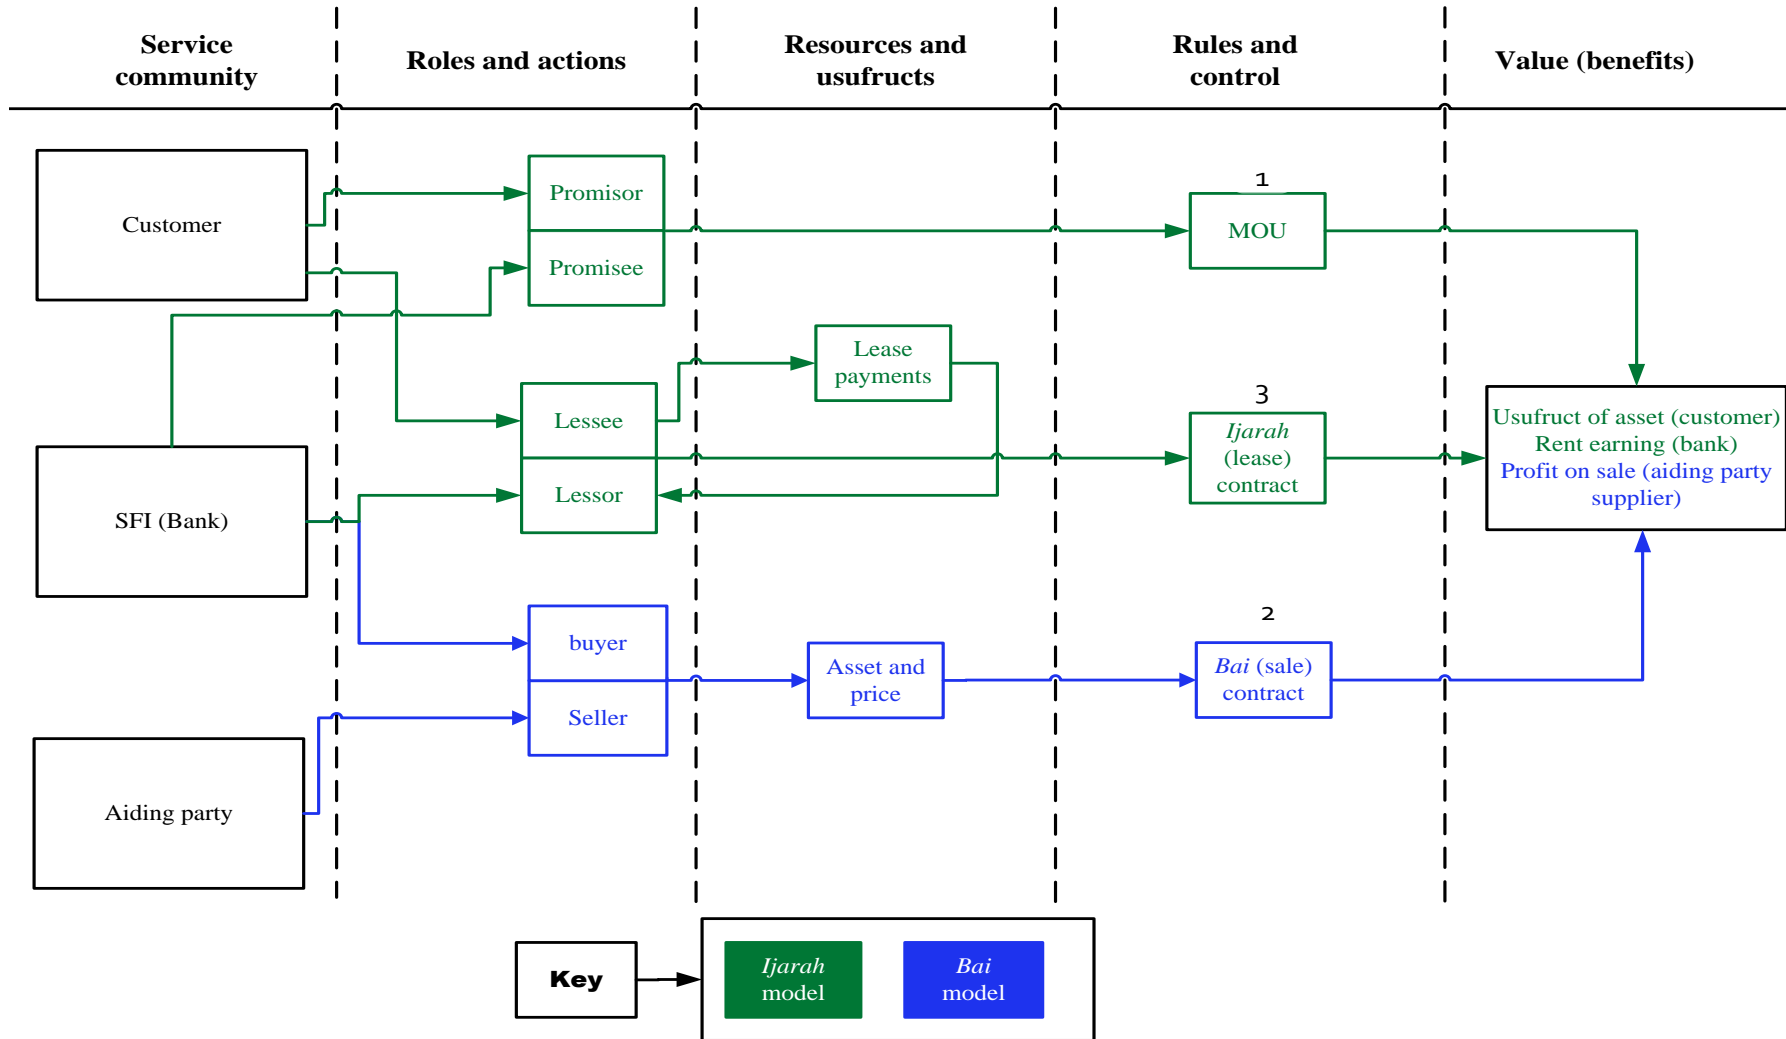 Service
community
Roles and actions
Resources and
usufructs
Rules and
control
Value (benefits)
Customer
Promisor
Promisee
1
MOU
Lease
payments
Lessee
Lessor
3
Ijarah
(lease)
contract
Usufruct of asset (customer)
Rent earning (bank)
Profit on sale (aiding party
supplier)
SFI (Bank)
buyer
Seller
Asset and
price
2
Bai (sale)
contract
Aiding party
Key
Ijarah
model
Bai
model